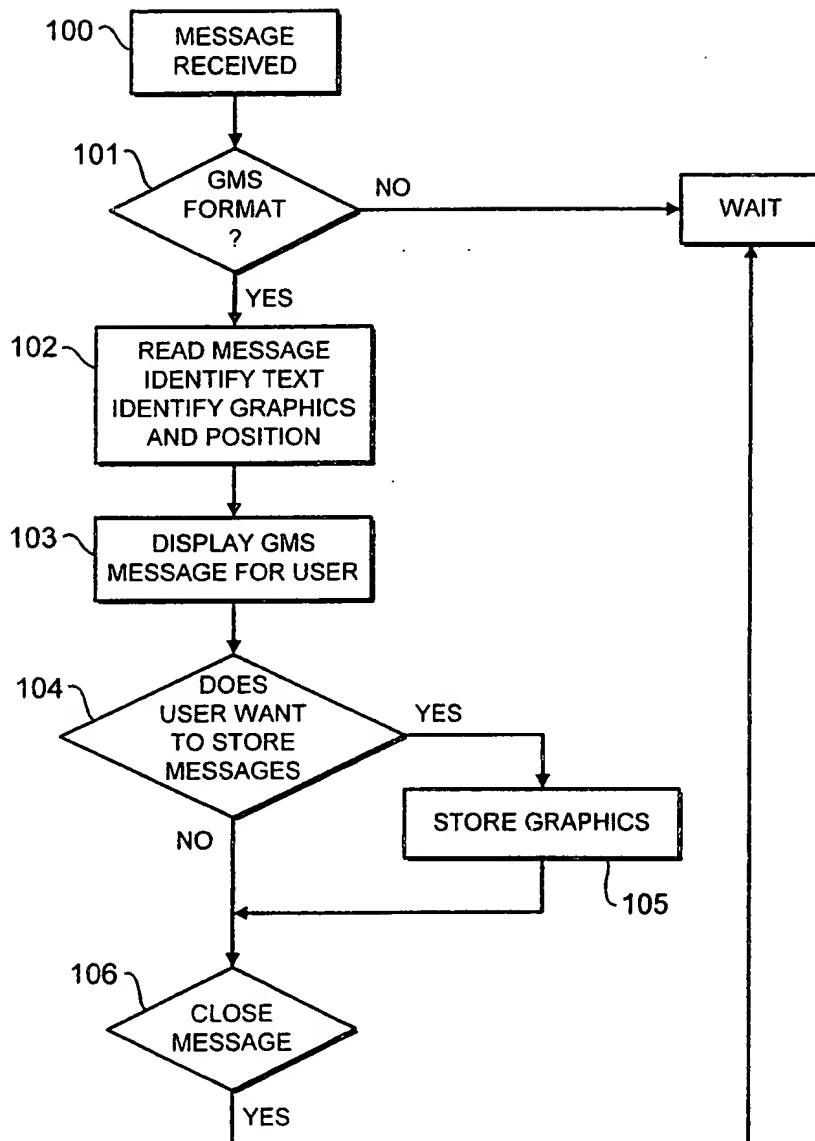 100
MESSAGE
RECEIVED
101
GMS
FORMAT
?
NO
WAIT
YES
102
READ MESSAGE
IDENTIFY TEXT
IDENTIFY GRAPHICS
AND POSITION
103
DISPLAY GMS
MESSAGE FOR USER
104
DOES
USER WANT
TO STORE
MESSAGES
YES
STORE GRAPHICS
105
NO
106
CLOSE
MESSAGE
YES